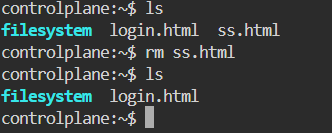 controlplane:~$ ls
filesystem  login.html  ss.html
controlplane:~$ rm ss.html
controlplane:~$ ls
filesystem  login.html
controlplane:~$